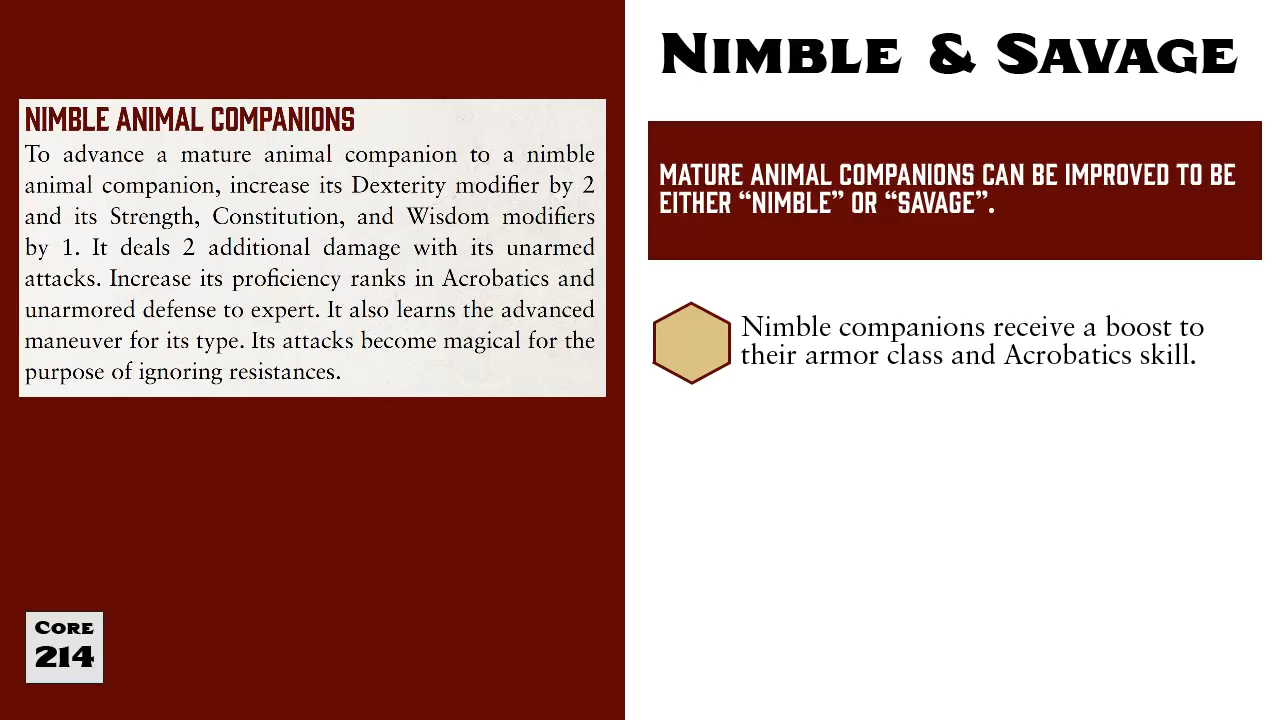 NIMBLE ANIMAL COMPANIONS
To advance a mature animal companion to a nimble
animal companion, increase its Dexterity modifier by 2
and its Strength, Constitution, and Wisdom modifiers
by 1. It deals 2 additional damage with its unarmed
attacks. Increase its proficiency ranks in Acrobatics and
unarmored defense to expert. It also learns the advanced
maneuver for its type. Its attacks become magical for the
purpose of ignoring resistances.
CORE
214
NIMBLE & SAVAGE
MATURE ANIMAL COMPANIONS CAN BE IMPROVED TO BE
EITHER “NIMBLE” OR “SAVAGE”.
Nimble companions receive a boost to
their armor class and Acrobatics skill.